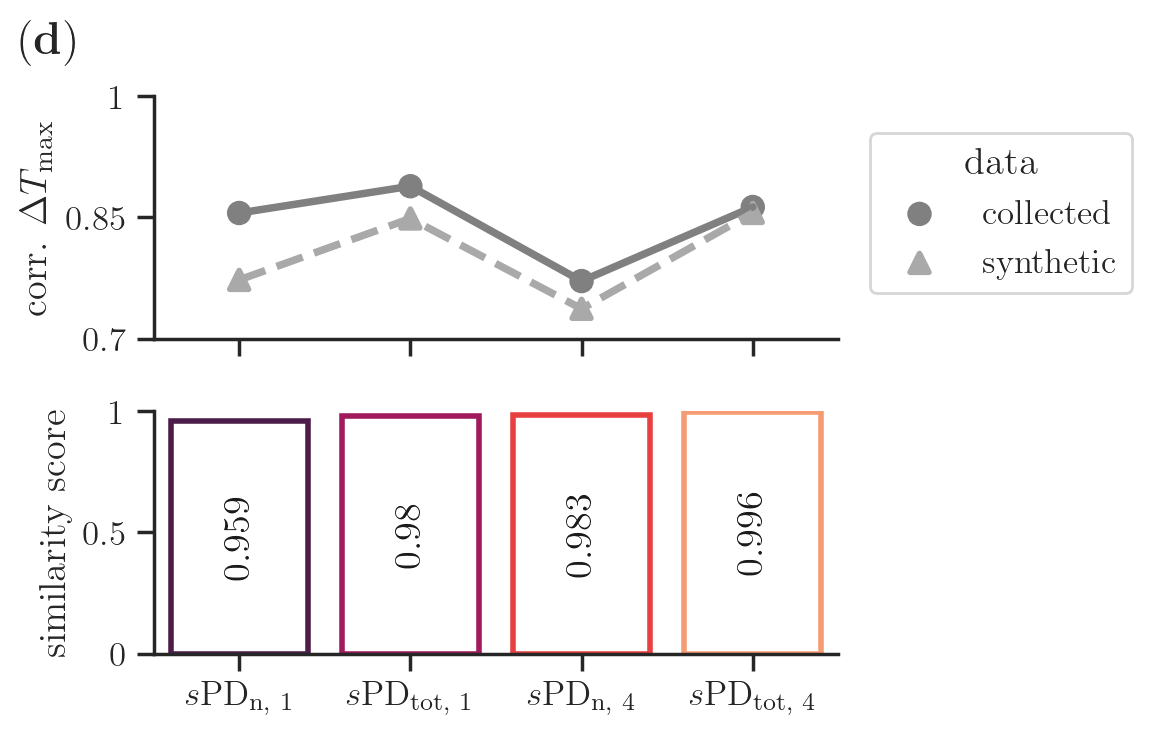 (d)
corr. ΔT_max
1
0.85
0.7
data
collected
synthetic
similarity score
1
0.5
0
0.959
0.98
0.983
0.996
sPD_n, 1
sPD_tot, 1
sPD_n, 4
sPD_tot, 4